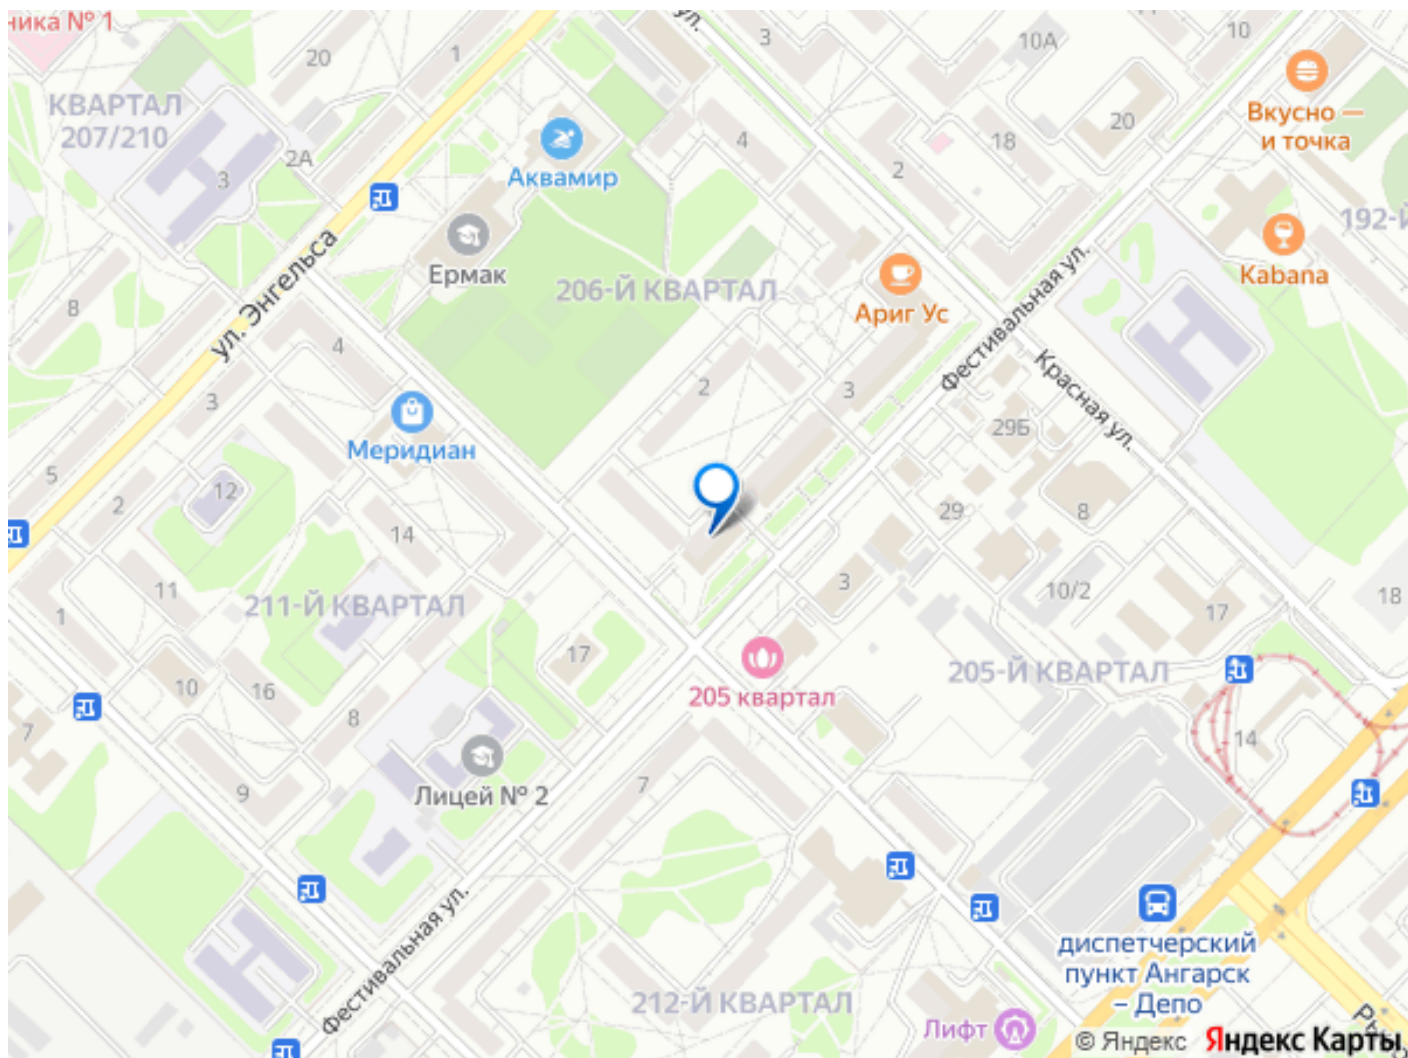 ника № 1
20
1
ул.
3
10А
10
Вкусно —
и точка
КВАРТАЛ
207/210
2А
3
4
18
20
2
Аквамир
192-Й
Ермак
206-Й КВАРТАЛ
Ариг Ус
Kabana
ул. Энгельса
Фестивальная ул.
8
4
3
2
3
Красная ул.
29Б
Меридиан
5
12
2
14
29
8
11
1
211-Й КВАРТАЛ
3
10/2
17
18
17
205 квартал
205-Й КВАРТАЛ
10
16
8
7
9
14
Лицей № 2
7
Фестивальная ул.
диспетчерский
пункт Ангарск
– Депо
212-Й КВАРТАЛ
Лифт
© Яндекс Яндекс Карты